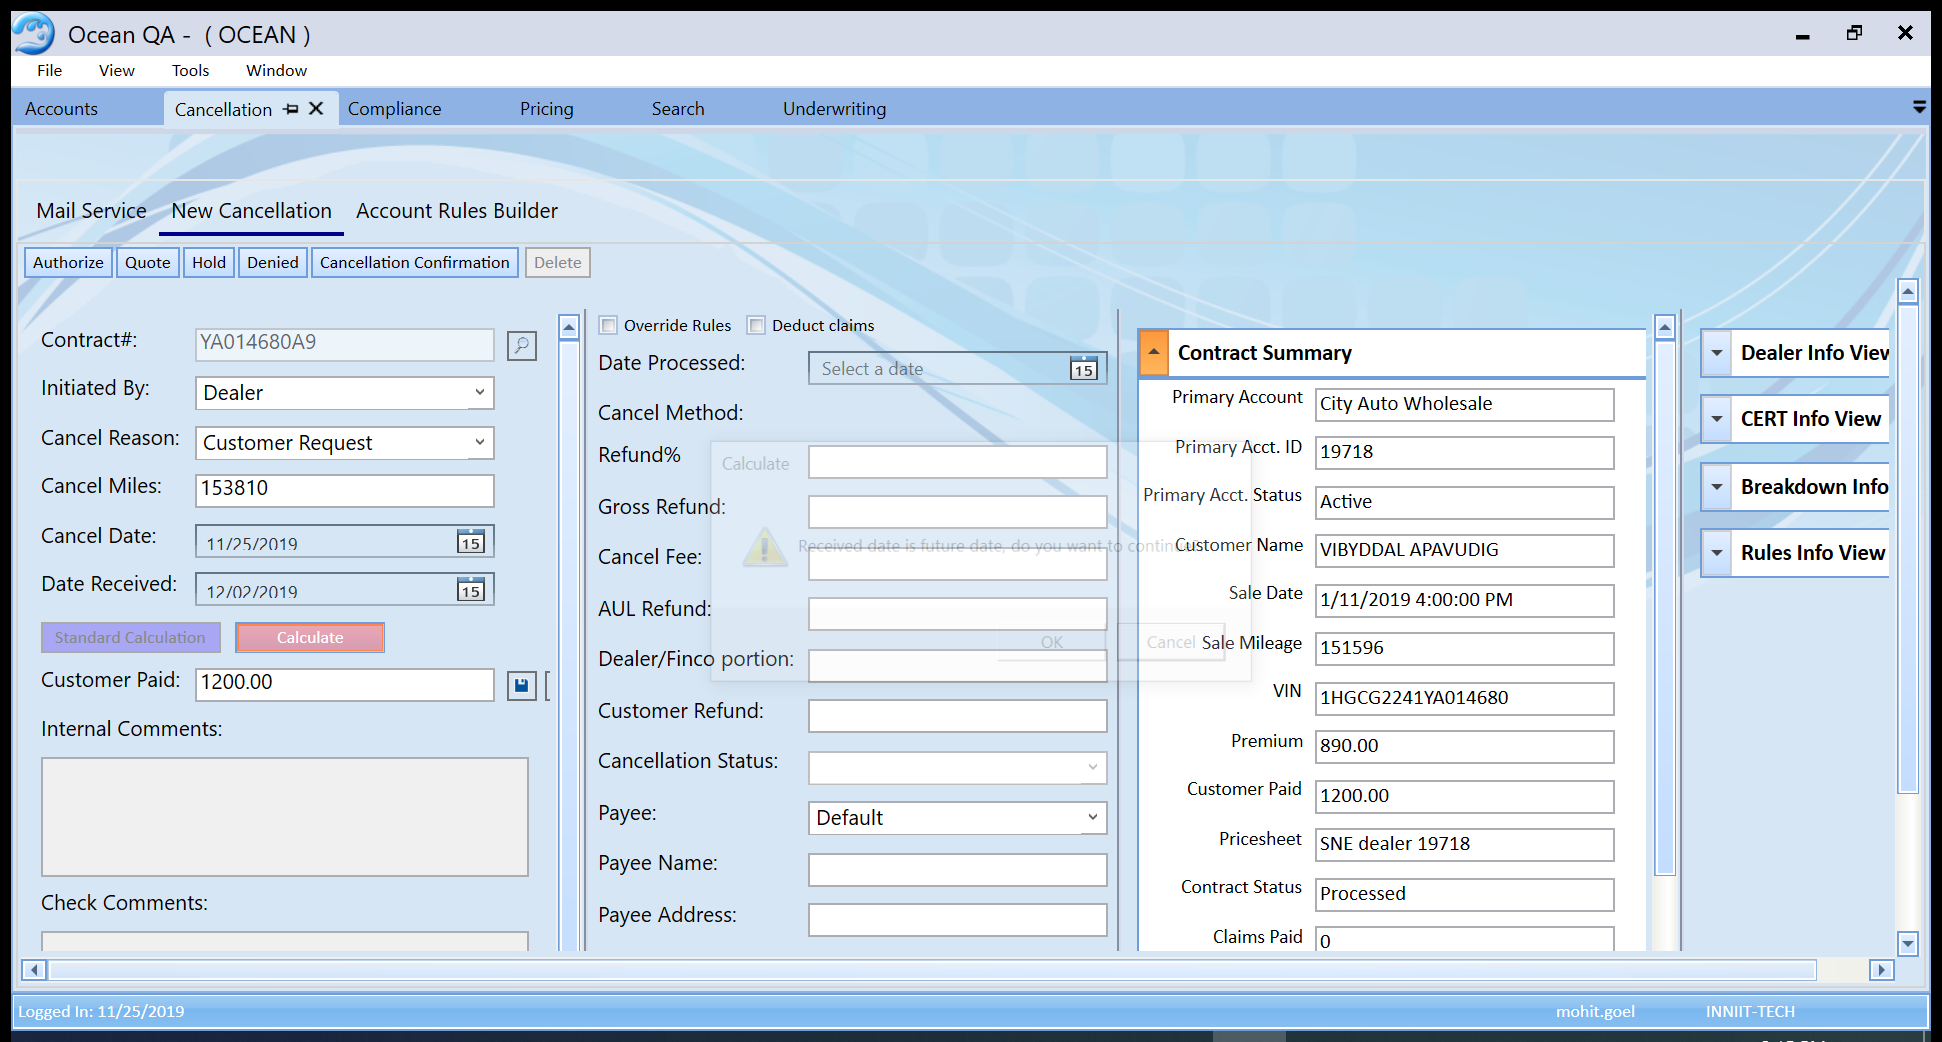 Ocean QA - ( OCEAN )
File View Tools Window
Accounts Cancellation Compliance Pricing Search Underwriting
Mail Service New Cancellation Account Rules Builder
Authorize Quote Hold Denied Cancellation Confirmation Delete
Contract#: YA014680A9
Initiated By: Dealer
Cancel Reason: Customer Request
Cancel Miles: 153810
Cancel Date: 11/25/2019 15
Date Received: 12/02/2019 15
Standard Calculation Calculate
Customer Paid: 1200.00
Internal Comments:
Check Comments:
Override Rules Deduct claims
Date Processed: Select a date 15
Cancel Method:
Refund%
Gross Refund:
Cancel Fee:
AUL Refund:
Dealer/Finco portion:
Customer Refund:
Cancellation Status:
Payee: Default
Payee Name:
Payee Address:
Calculate
Received date is future date, do you want to continue
OK Cancel
Contract Summary
Primary Account City Auto Wholesale
Primary Acct. ID 19718
Primary Acct. Status Active
Customer Name VIBYDDAL APAVUDIG
Sale Date 1/11/2019 4:00:00 PM
Sale Mileage 151596
VIN 1HGCG2241YA014680
Premium 890.00
Customer Paid 1200.00
Pricesheet SNE dealer 19718
Contract Status Processed
Claims Paid 0
Dealer Info View
CERT Info View
Breakdown Info
Rules Info View
Logged In: 11/25/2019 mohit.goel INNIIT-TECH